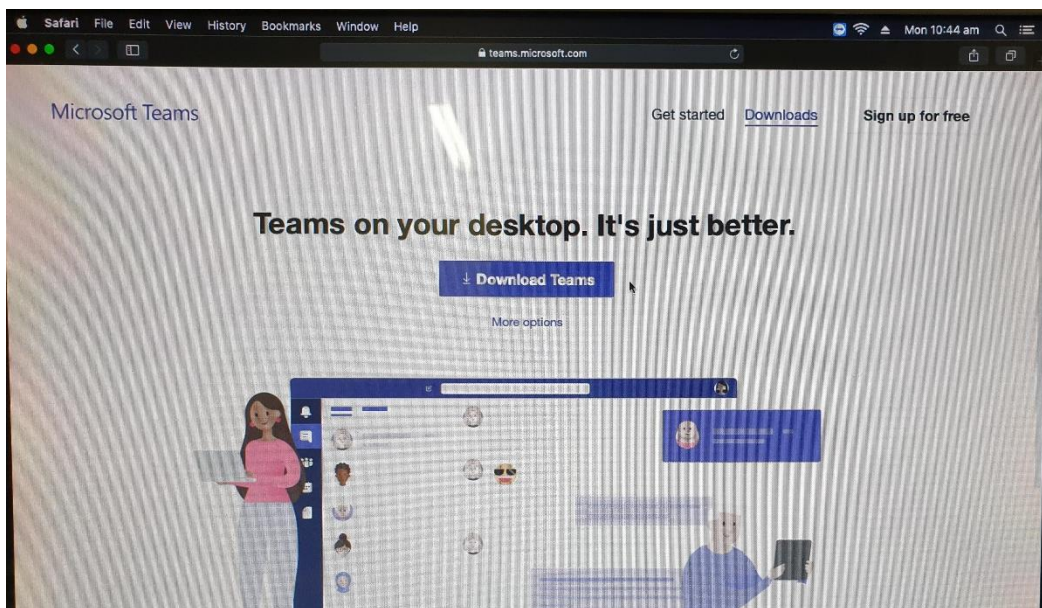 Safari File Edit View History Bookmarks Window Help Mon 10:44 am
teams.microsoft.com
Microsoft Teams Get started Downloads Sign up for free
Teams on your desktop. It's just better.
Download Teams
More options